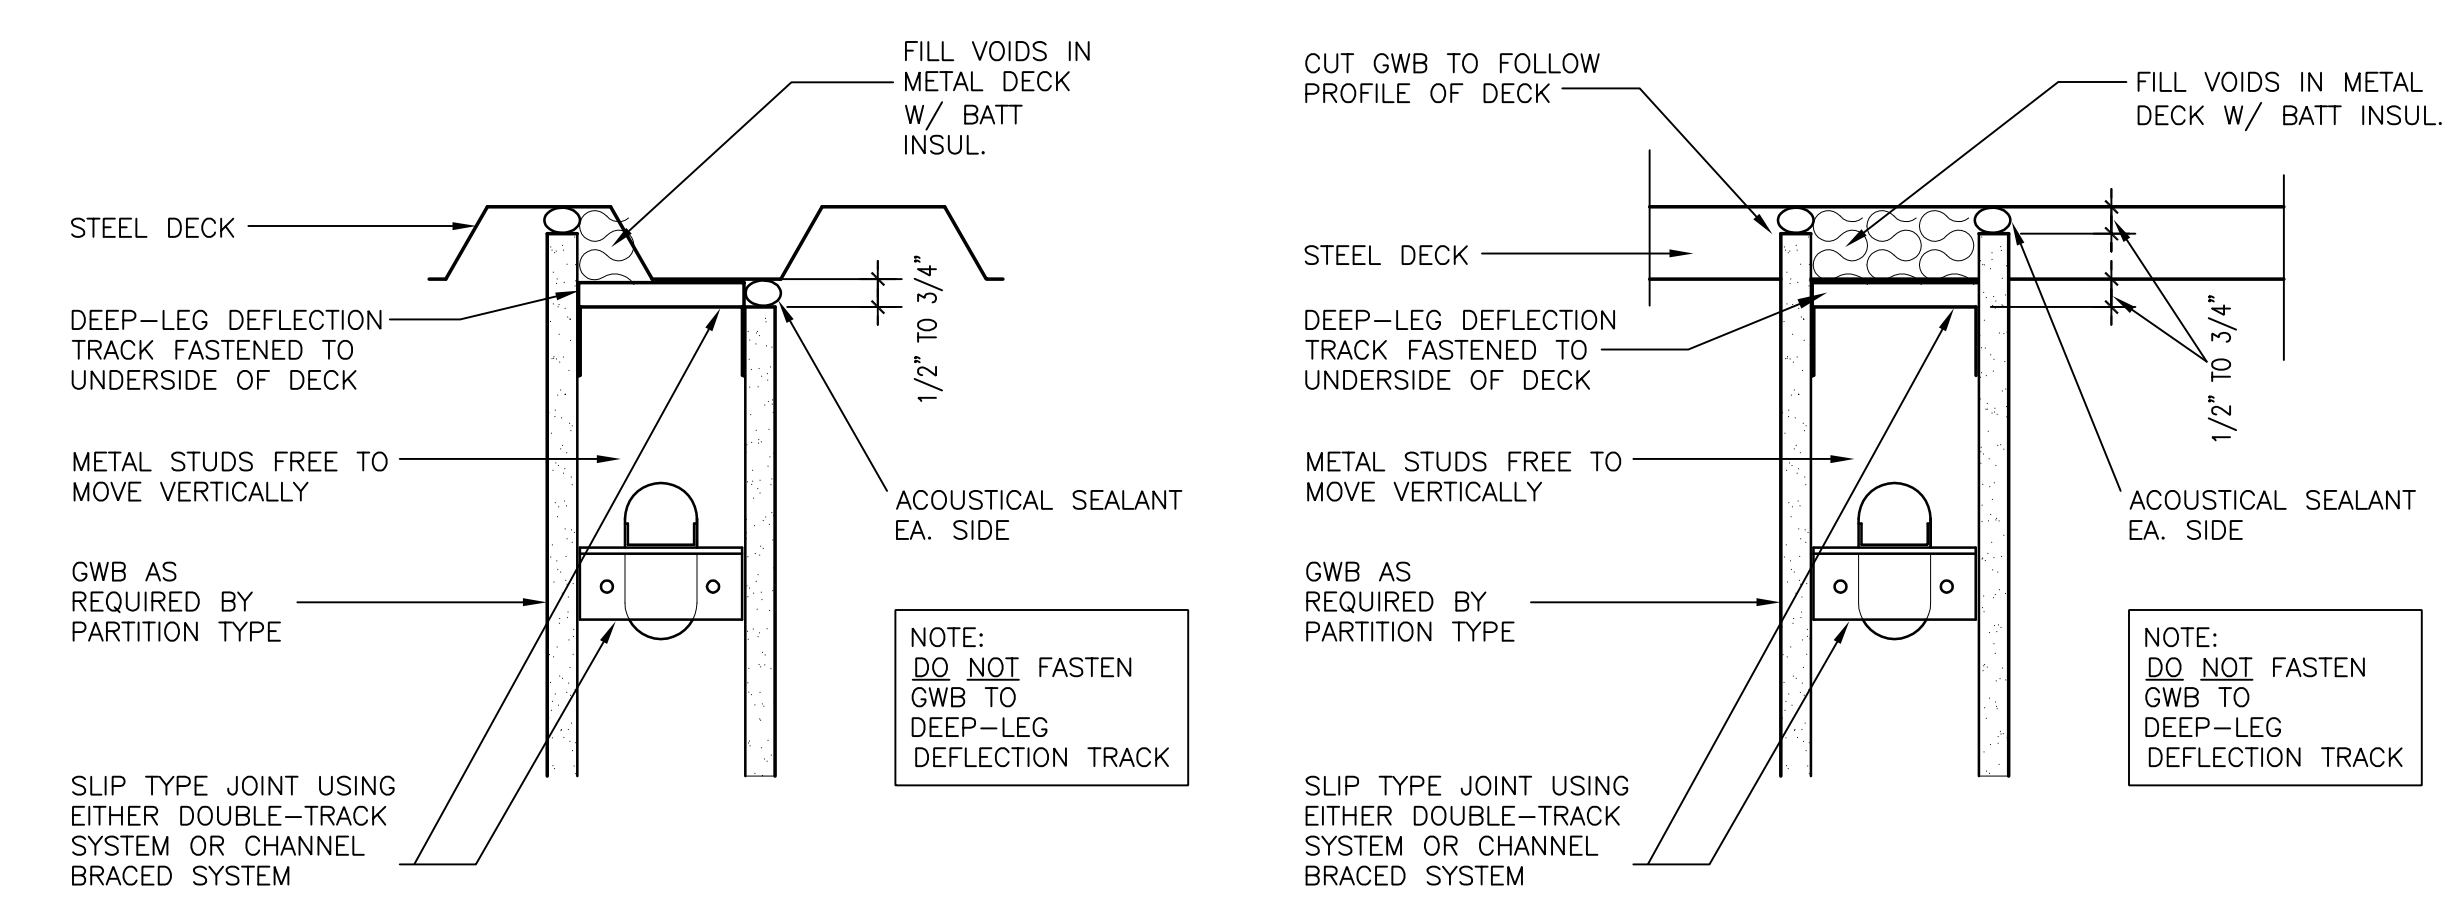 FILL VOIDS IN
METAL DECK
W/ BATT
INSUL.
STEEL DECK
DEEP-LEG DEFLECTION
TRACK FASTENED TO
UNDERSIDE OF DECK
1/2" TO 3/4"
METAL STUDS FREE TO
MOVE VERTICALLY
ACOUSTICAL SEALANT
EA. SIDE
GWB AS
REQUIRED BY
PARTITION TYPE
NOTE:
DO NOT FASTEN
GWB TO
DEEP-LEG
DEFLECTION TRACK
SLIP TYPE JOINT USING
EITHER DOUBLE-TRACK
SYSTEM OR CHANNEL
BRACED SYSTEM
CUT GWB TO FOLLOW
PROFILE OF DECK
FILL VOIDS IN METAL
DECK W/ BATT INSUL.
STEEL DECK
DEEP-LEG DEFLECTION
TRACK FASTENED TO
UNDERSIDE OF DECK
1/2" TO 3/4"
METAL STUDS FREE TO
MOVE VERTICALLY
ACOUSTICAL SEALANT
EA. SIDE
GWB AS
REQUIRED BY
PARTITION TYPE
NOTE:
DO NOT FASTEN
GWB TO
DEEP-LEG
DEFLECTION TRACK
SLIP TYPE JOINT USING
EITHER DOUBLE-TRACK
SYSTEM OR CHANNEL
BRACED SYSTEM